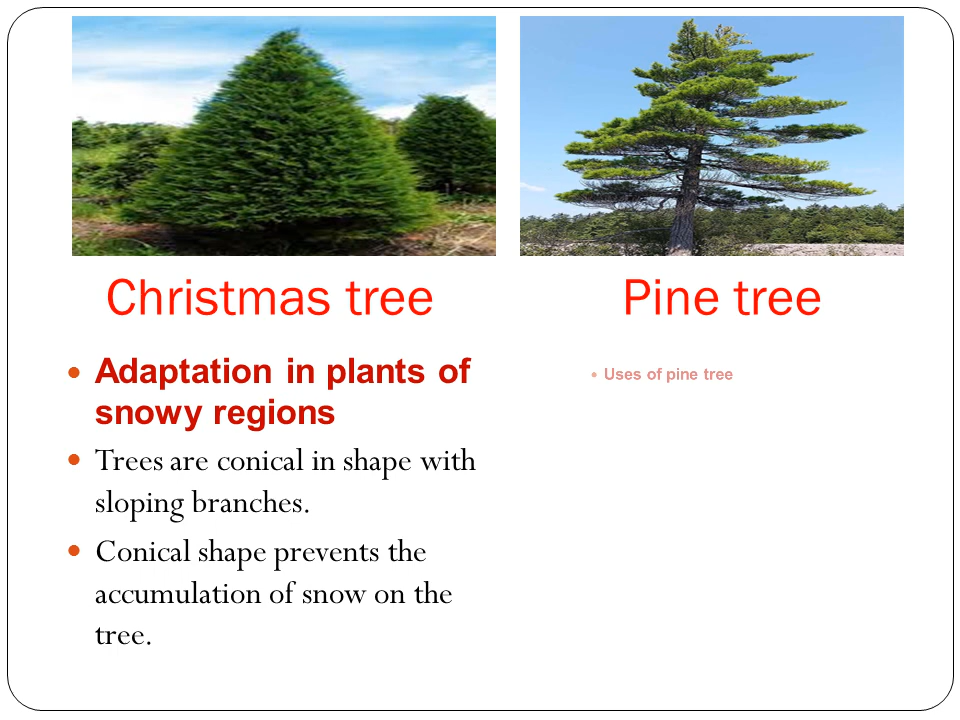 Christmas tree
Pine tree
• Adaptation in plants of
snowy regions
• Trees are conical in shape with
sloping branches.
• Conical shape prevents the
accumulation of snow on the
tree.
• Uses of pine tree